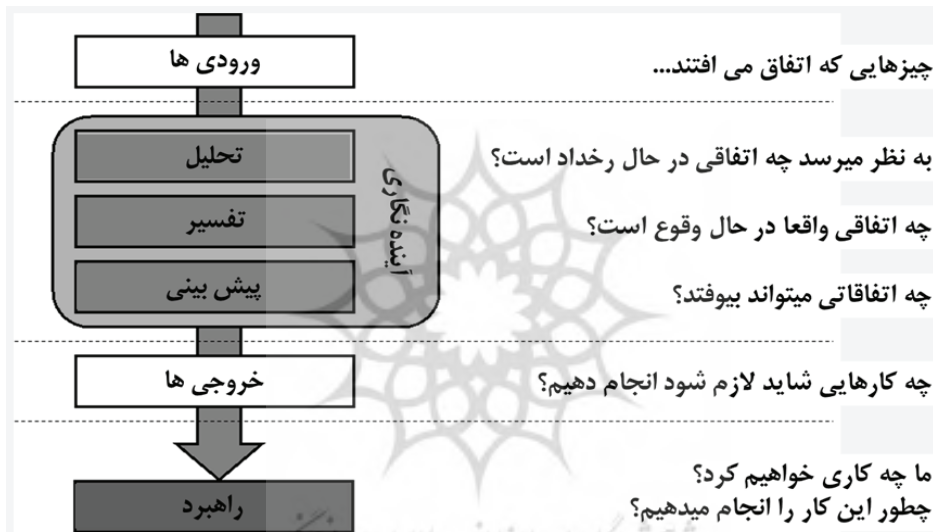 ورودی ها
چیزهایی که اتفاق می افتند...
تحلیل
به نظر میرسد چه اتفاقی در حال رخداد است؟
تفسیر
چه اتفاقی واقعا در حال وقوع است؟
آینده نگاری
پیش بینی
چه اتفاقاتی میتواند بیوفتد؟
خروجی ها
چه کارهایی شاید لازم شود انجام دهیم؟
راهبرد
ما چه کاری خواهیم کرد؟
چطور این کار را انجام میدهیم؟